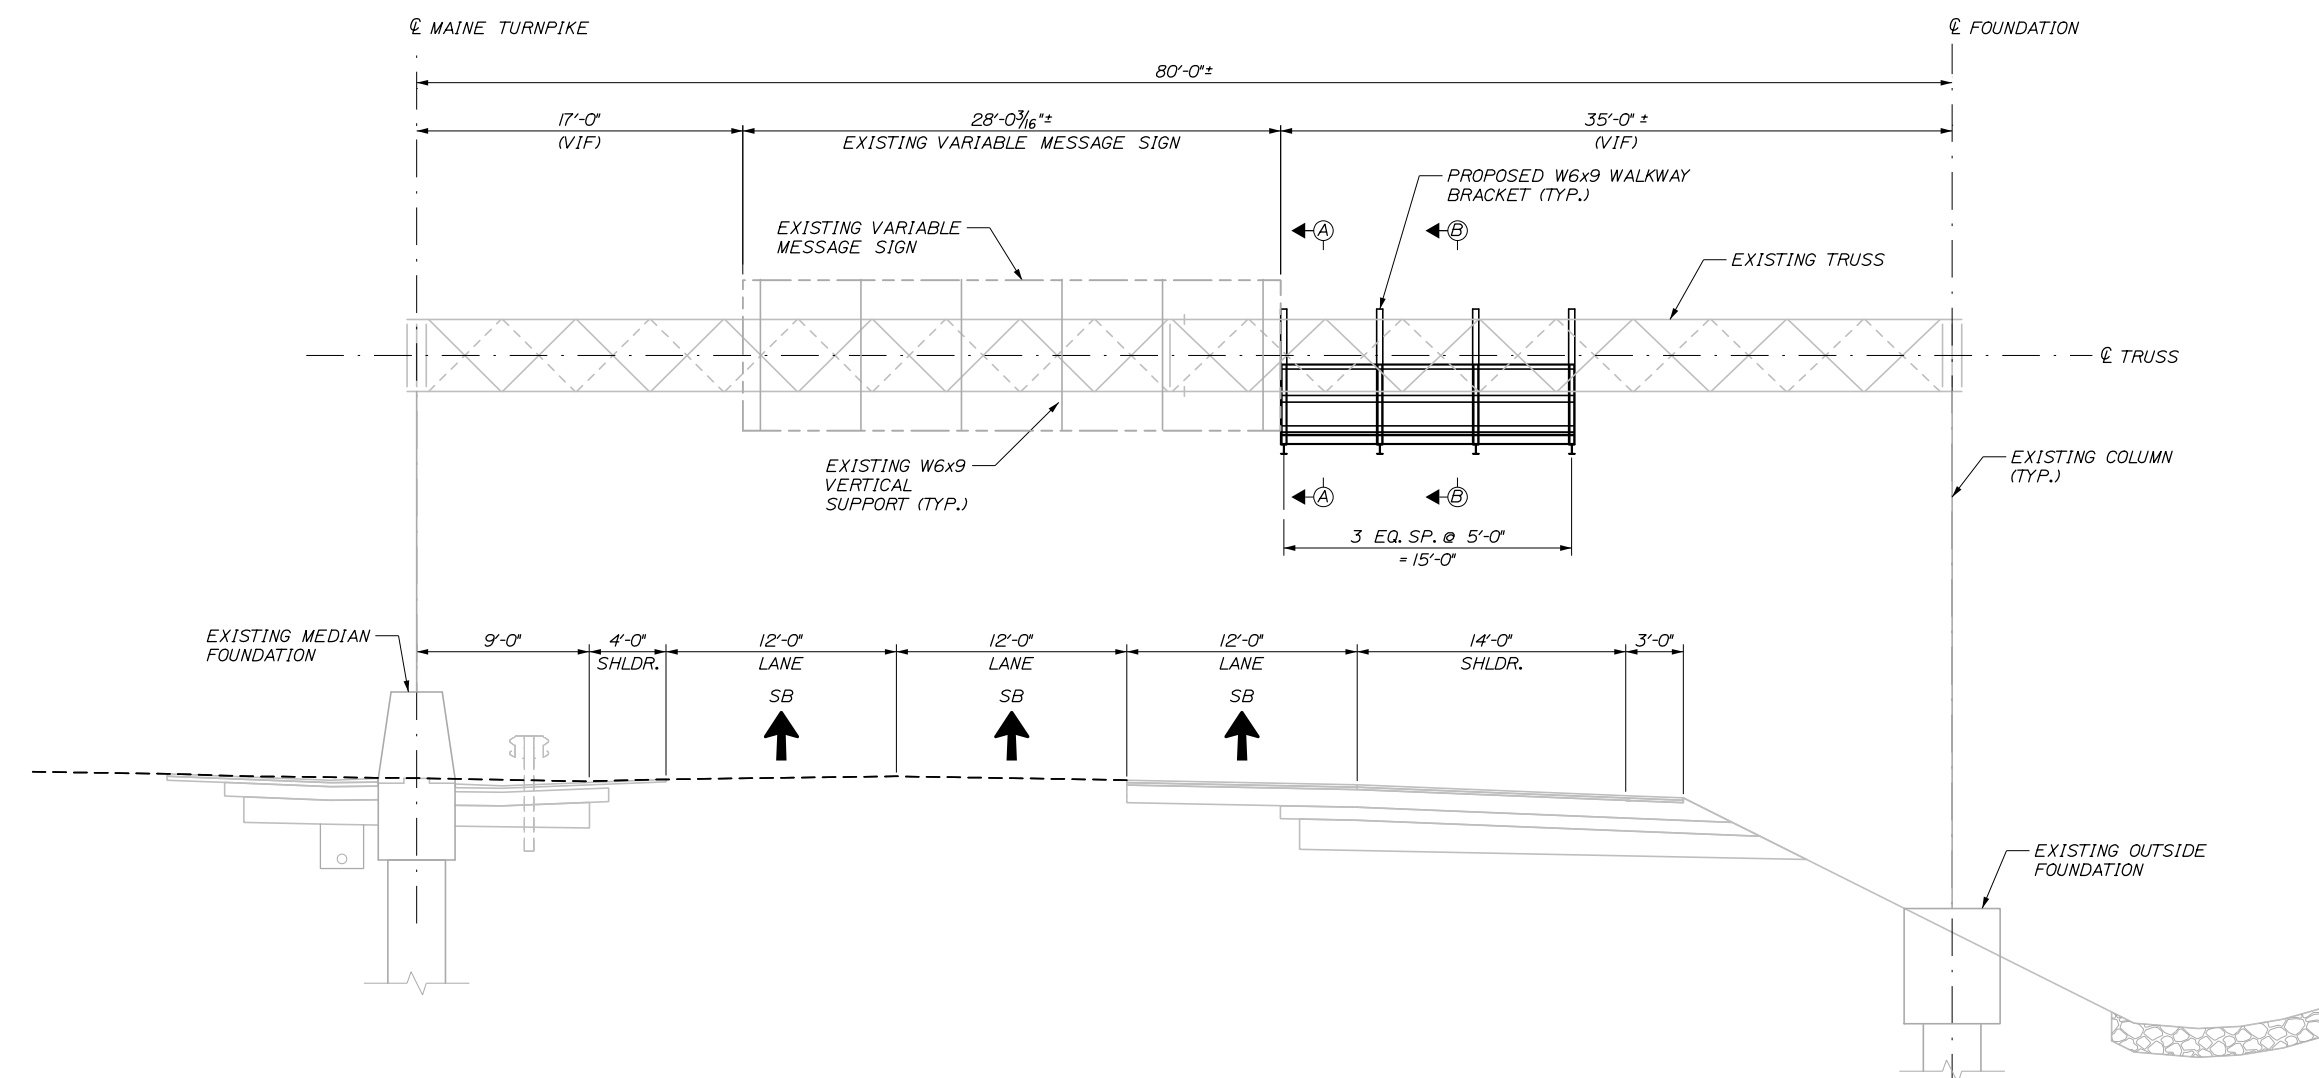 ℄ MAINE TURNPIKE
℄ FOUNDATION
80'-0"±
17'-0"
(VIF)
28'-0 3/16"±
EXISTING VARIABLE MESSAGE SIGN
35'-0" ±
(VIF)
PROPOSED W6x9 WALKWAY
BRACKET (TYP.)
EXISTING VARIABLE
MESSAGE SIGN
A
B
EXISTING TRUSS
℄ TRUSS
EXISTING W6x9
VERTICAL
SUPPORT (TYP.)
A
B
EXISTING COLUMN
(TYP.)
3 EQ. SP. @ 5'-0"
= 15'-0"
EXISTING MEDIAN
FOUNDATION
9'-0"
4'-0"
SHLDR.
12'-0"
LANE
12'-0"
LANE
12'-0"
LANE
14'-0"
SHLDR.
3'-0"
SB
SB
SB
EXISTING OUTSIDE
FOUNDATION